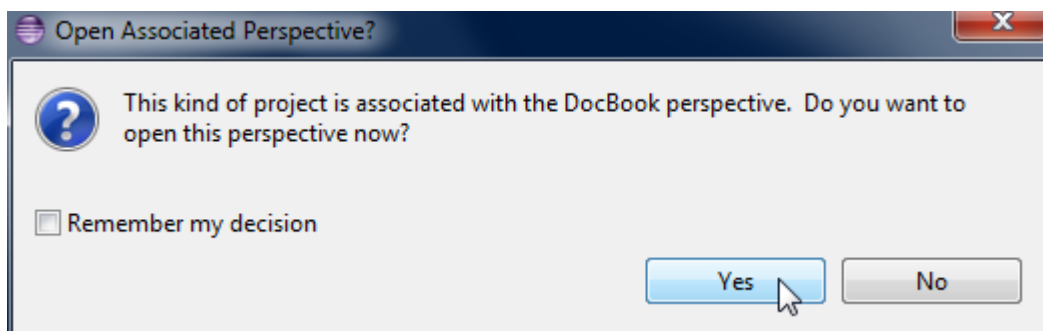 Open Associated Perspective?
This kind of project is associated with the DocBook perspective.  Do you want to
open this perspective now?
Remember my decision
Yes
No